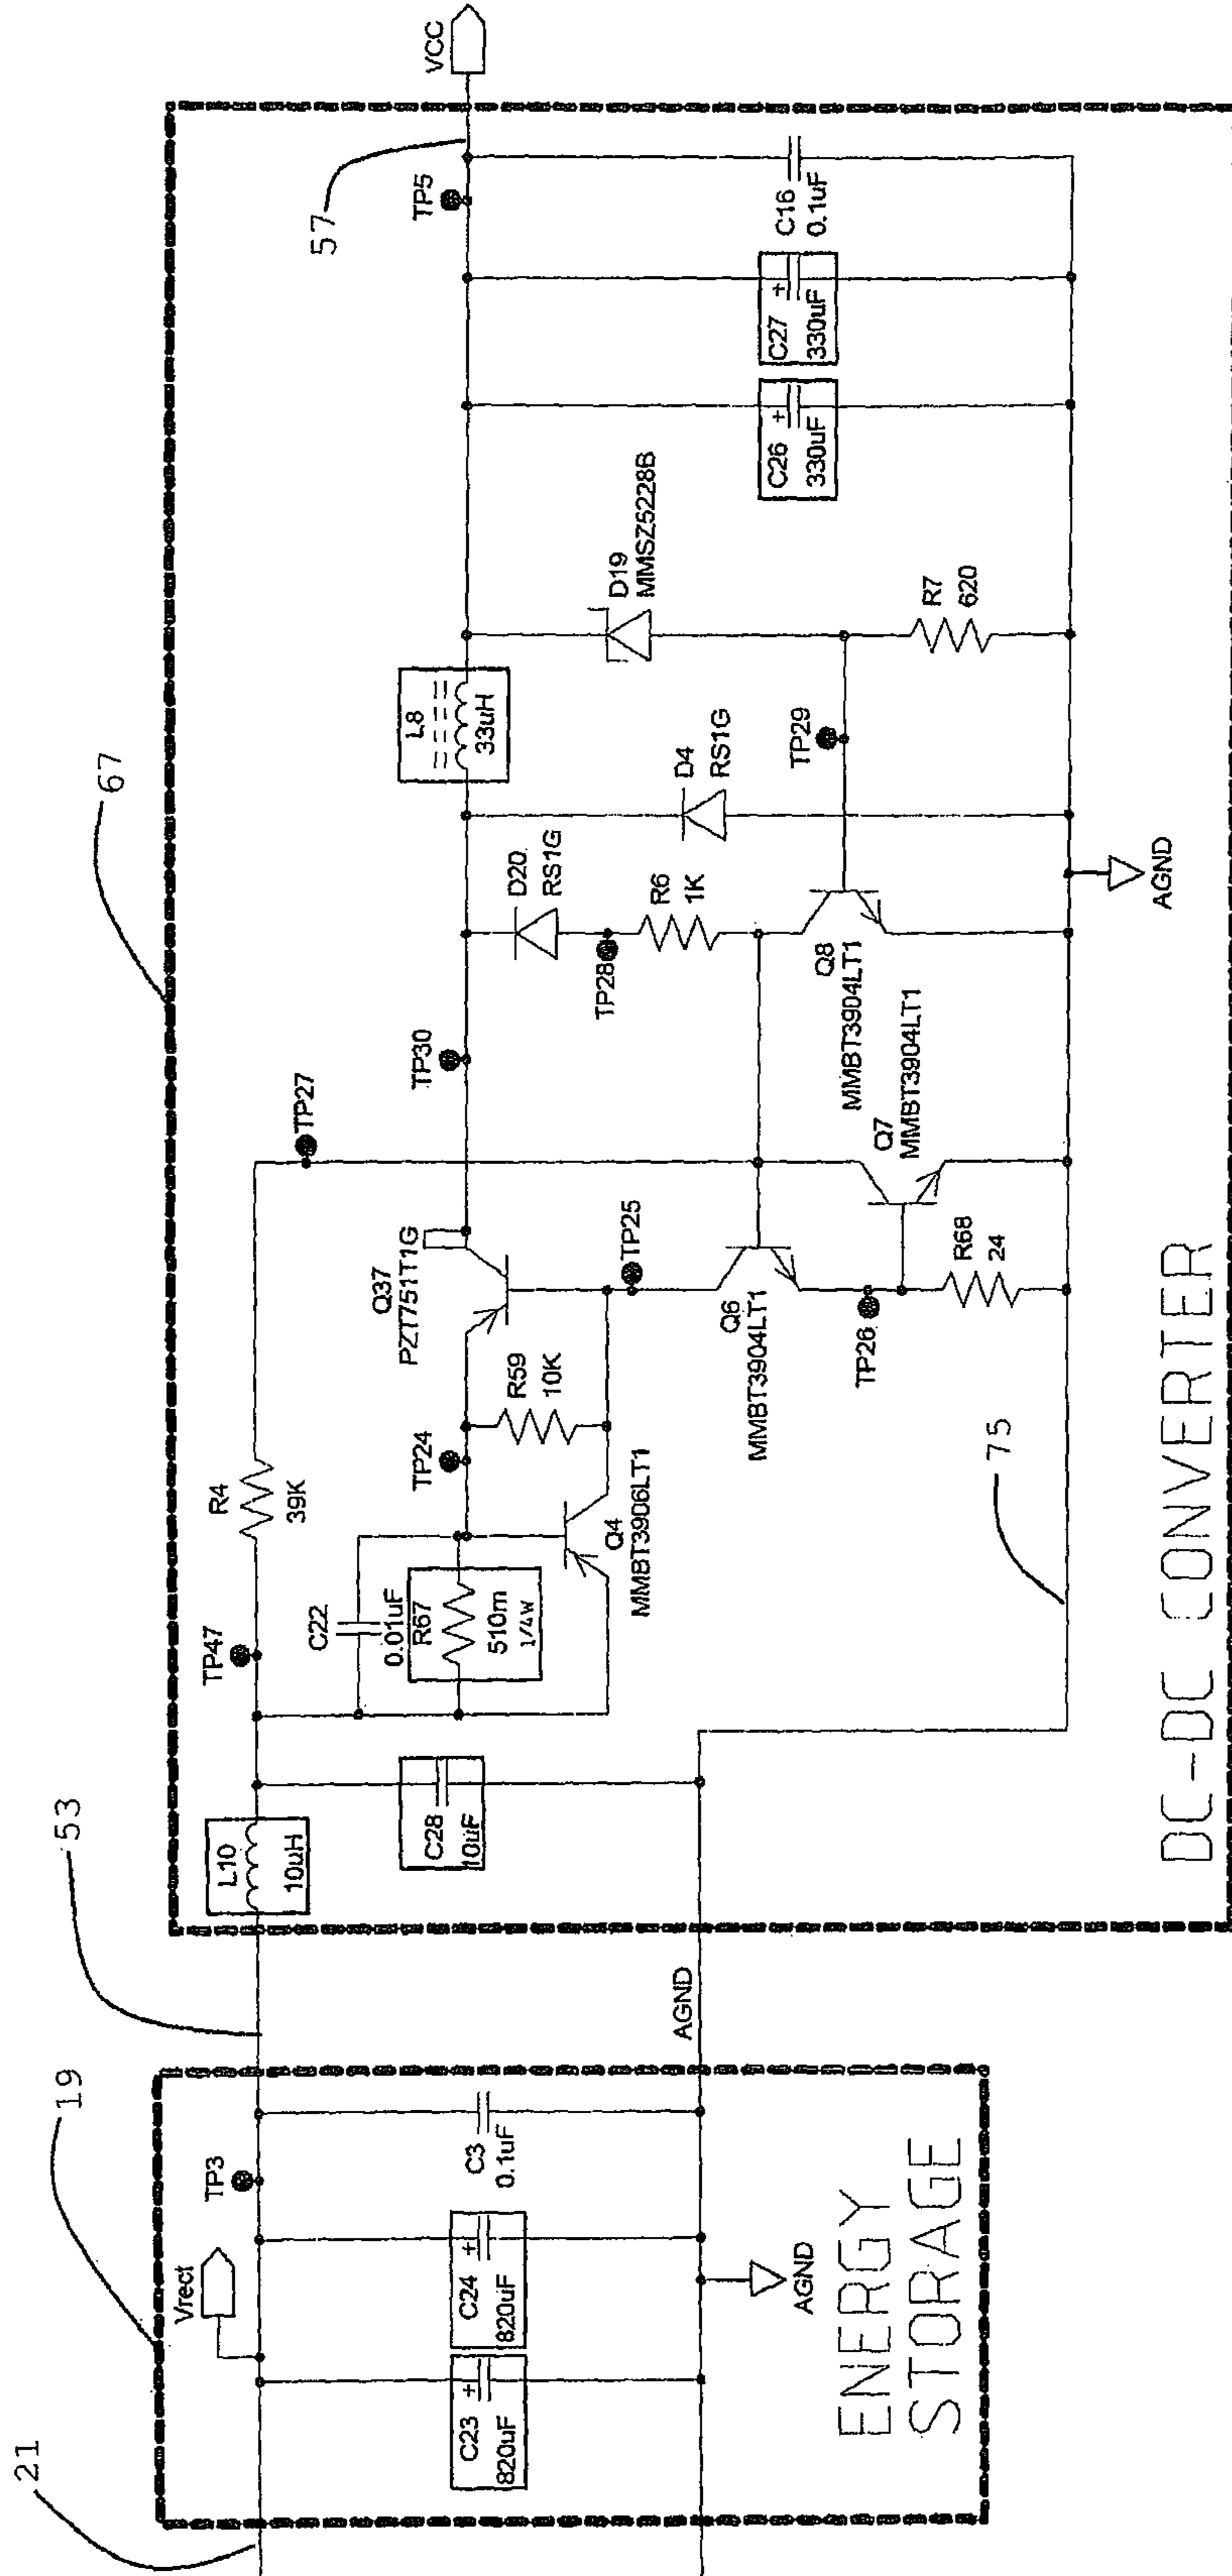 21
19
53
67
57
Vrect
TP3
C23
+
820uF
C24
+
820uF
C3
0.1uF
AGND
ENERGY
STORAGE
AGND
L10
10uH
C28
10uF
TP47
R4
39K
C22
0.01uF
R67
510m
1/4W
Q4
MMBT3906LT1
TP24
R59
10K
Q37
PZT751T1G
TP25
TP27
TP30
Q6
MMBT3904LT1
TP26
R68
24
Q7
MMBT3904LT1
Q8
MMBT3904LT1
D20
RS1G
TP28
R6
1K
D4
RS1G
TP29
L8
33uH
D19
MMSZ5228B
R7
620
C26
+
330uF
C27
+
330uF
C16
0.1uF
TP5
VCC
AGND
75
DC-DC CONVERTER